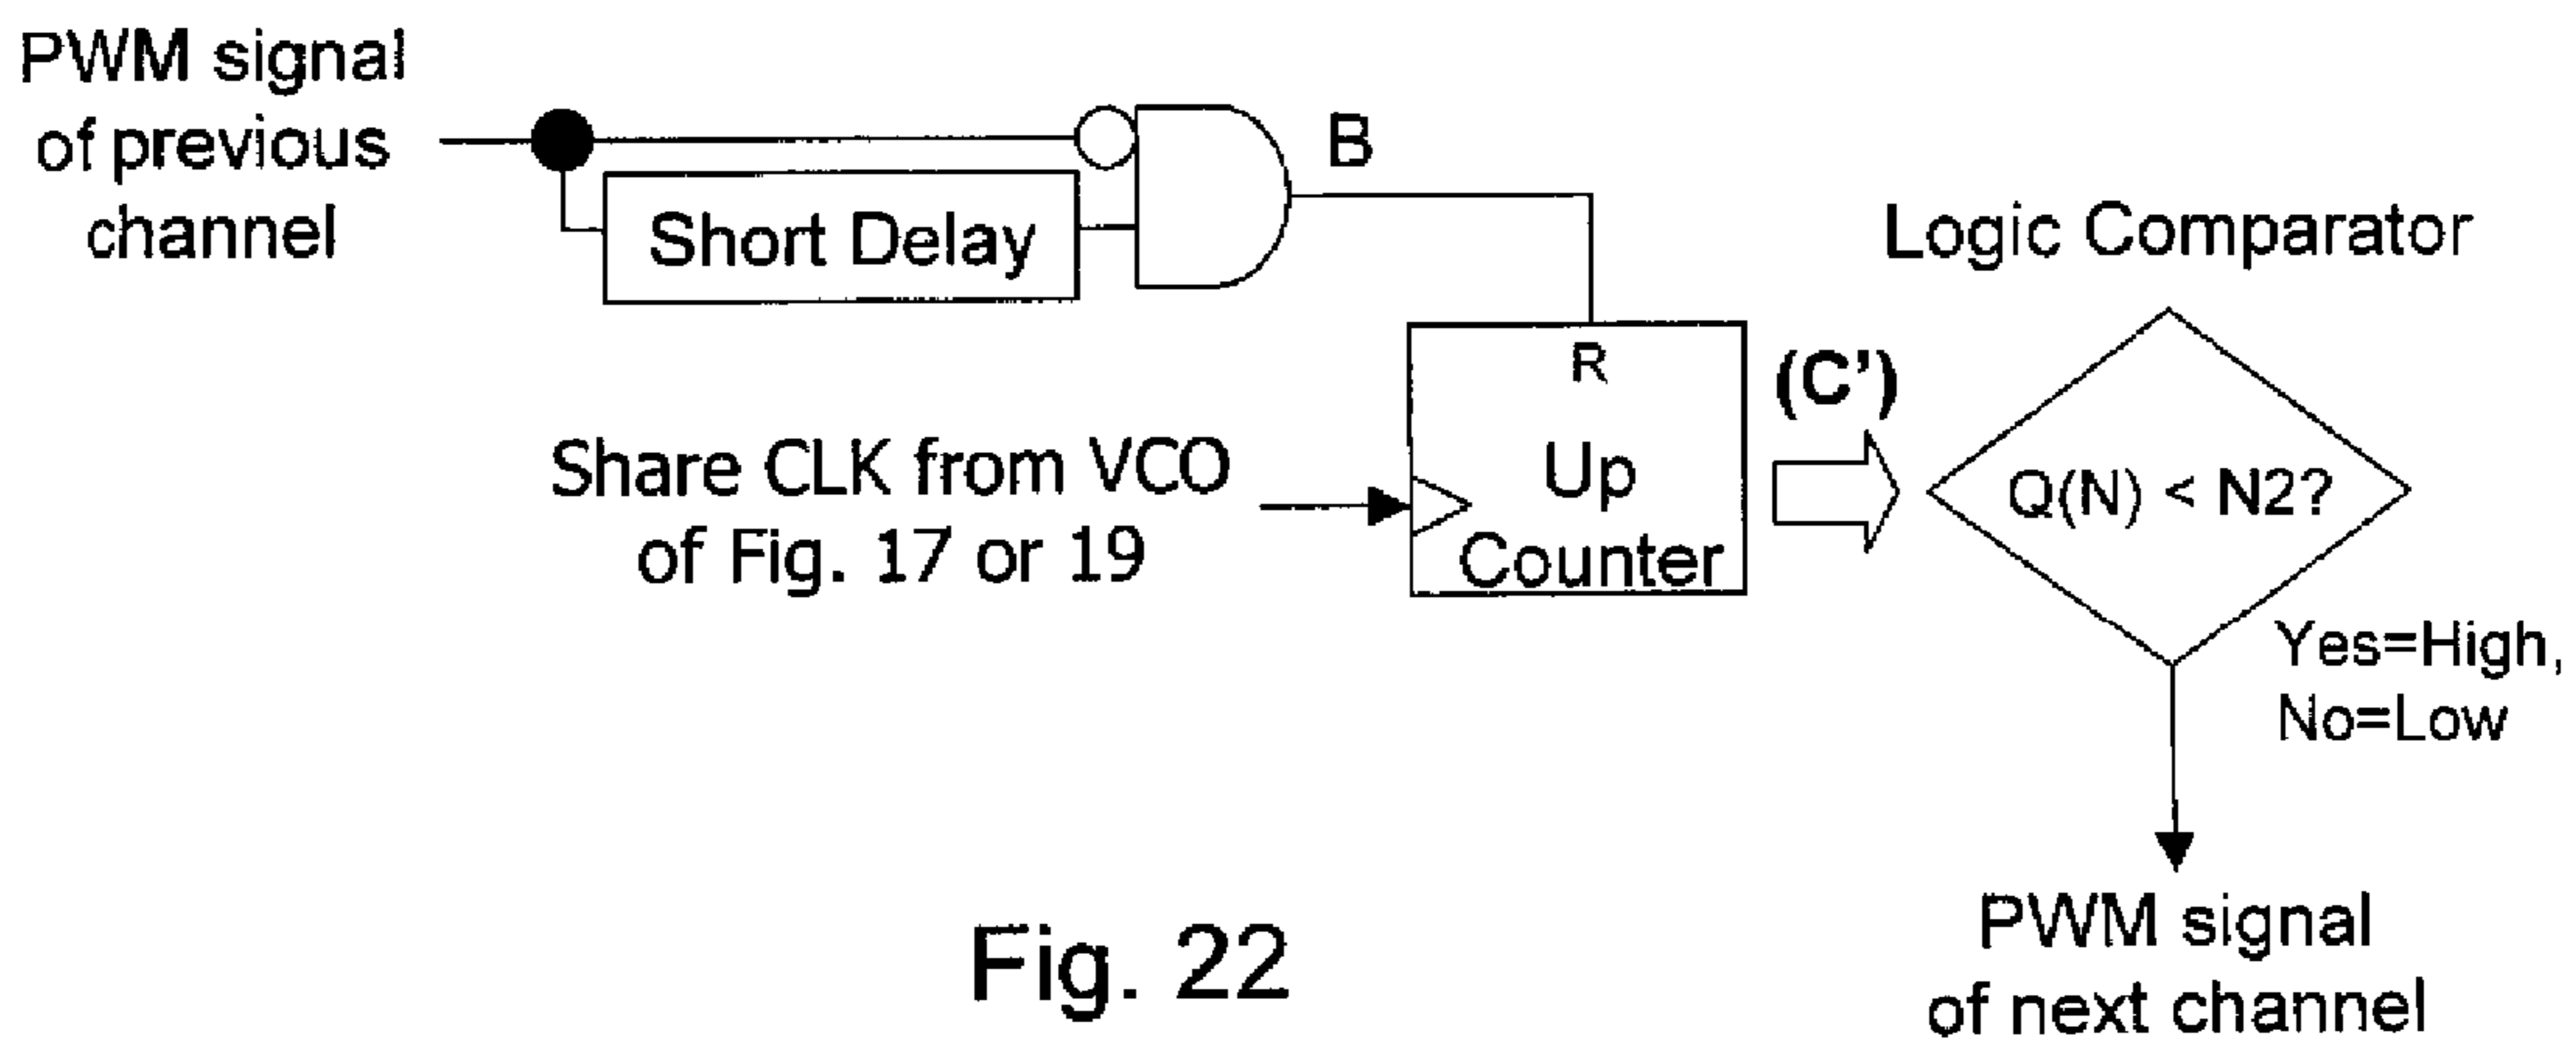 PWM signal
of previous
channel
B
Short Delay
Logic Comparator
R
(C')
Share CLK from VCO
of Fig. 17 or 19
Up
Counter
Q(N) < N2?
Yes=High,
No=Low
PWM signal
of next channel
Fig. 22